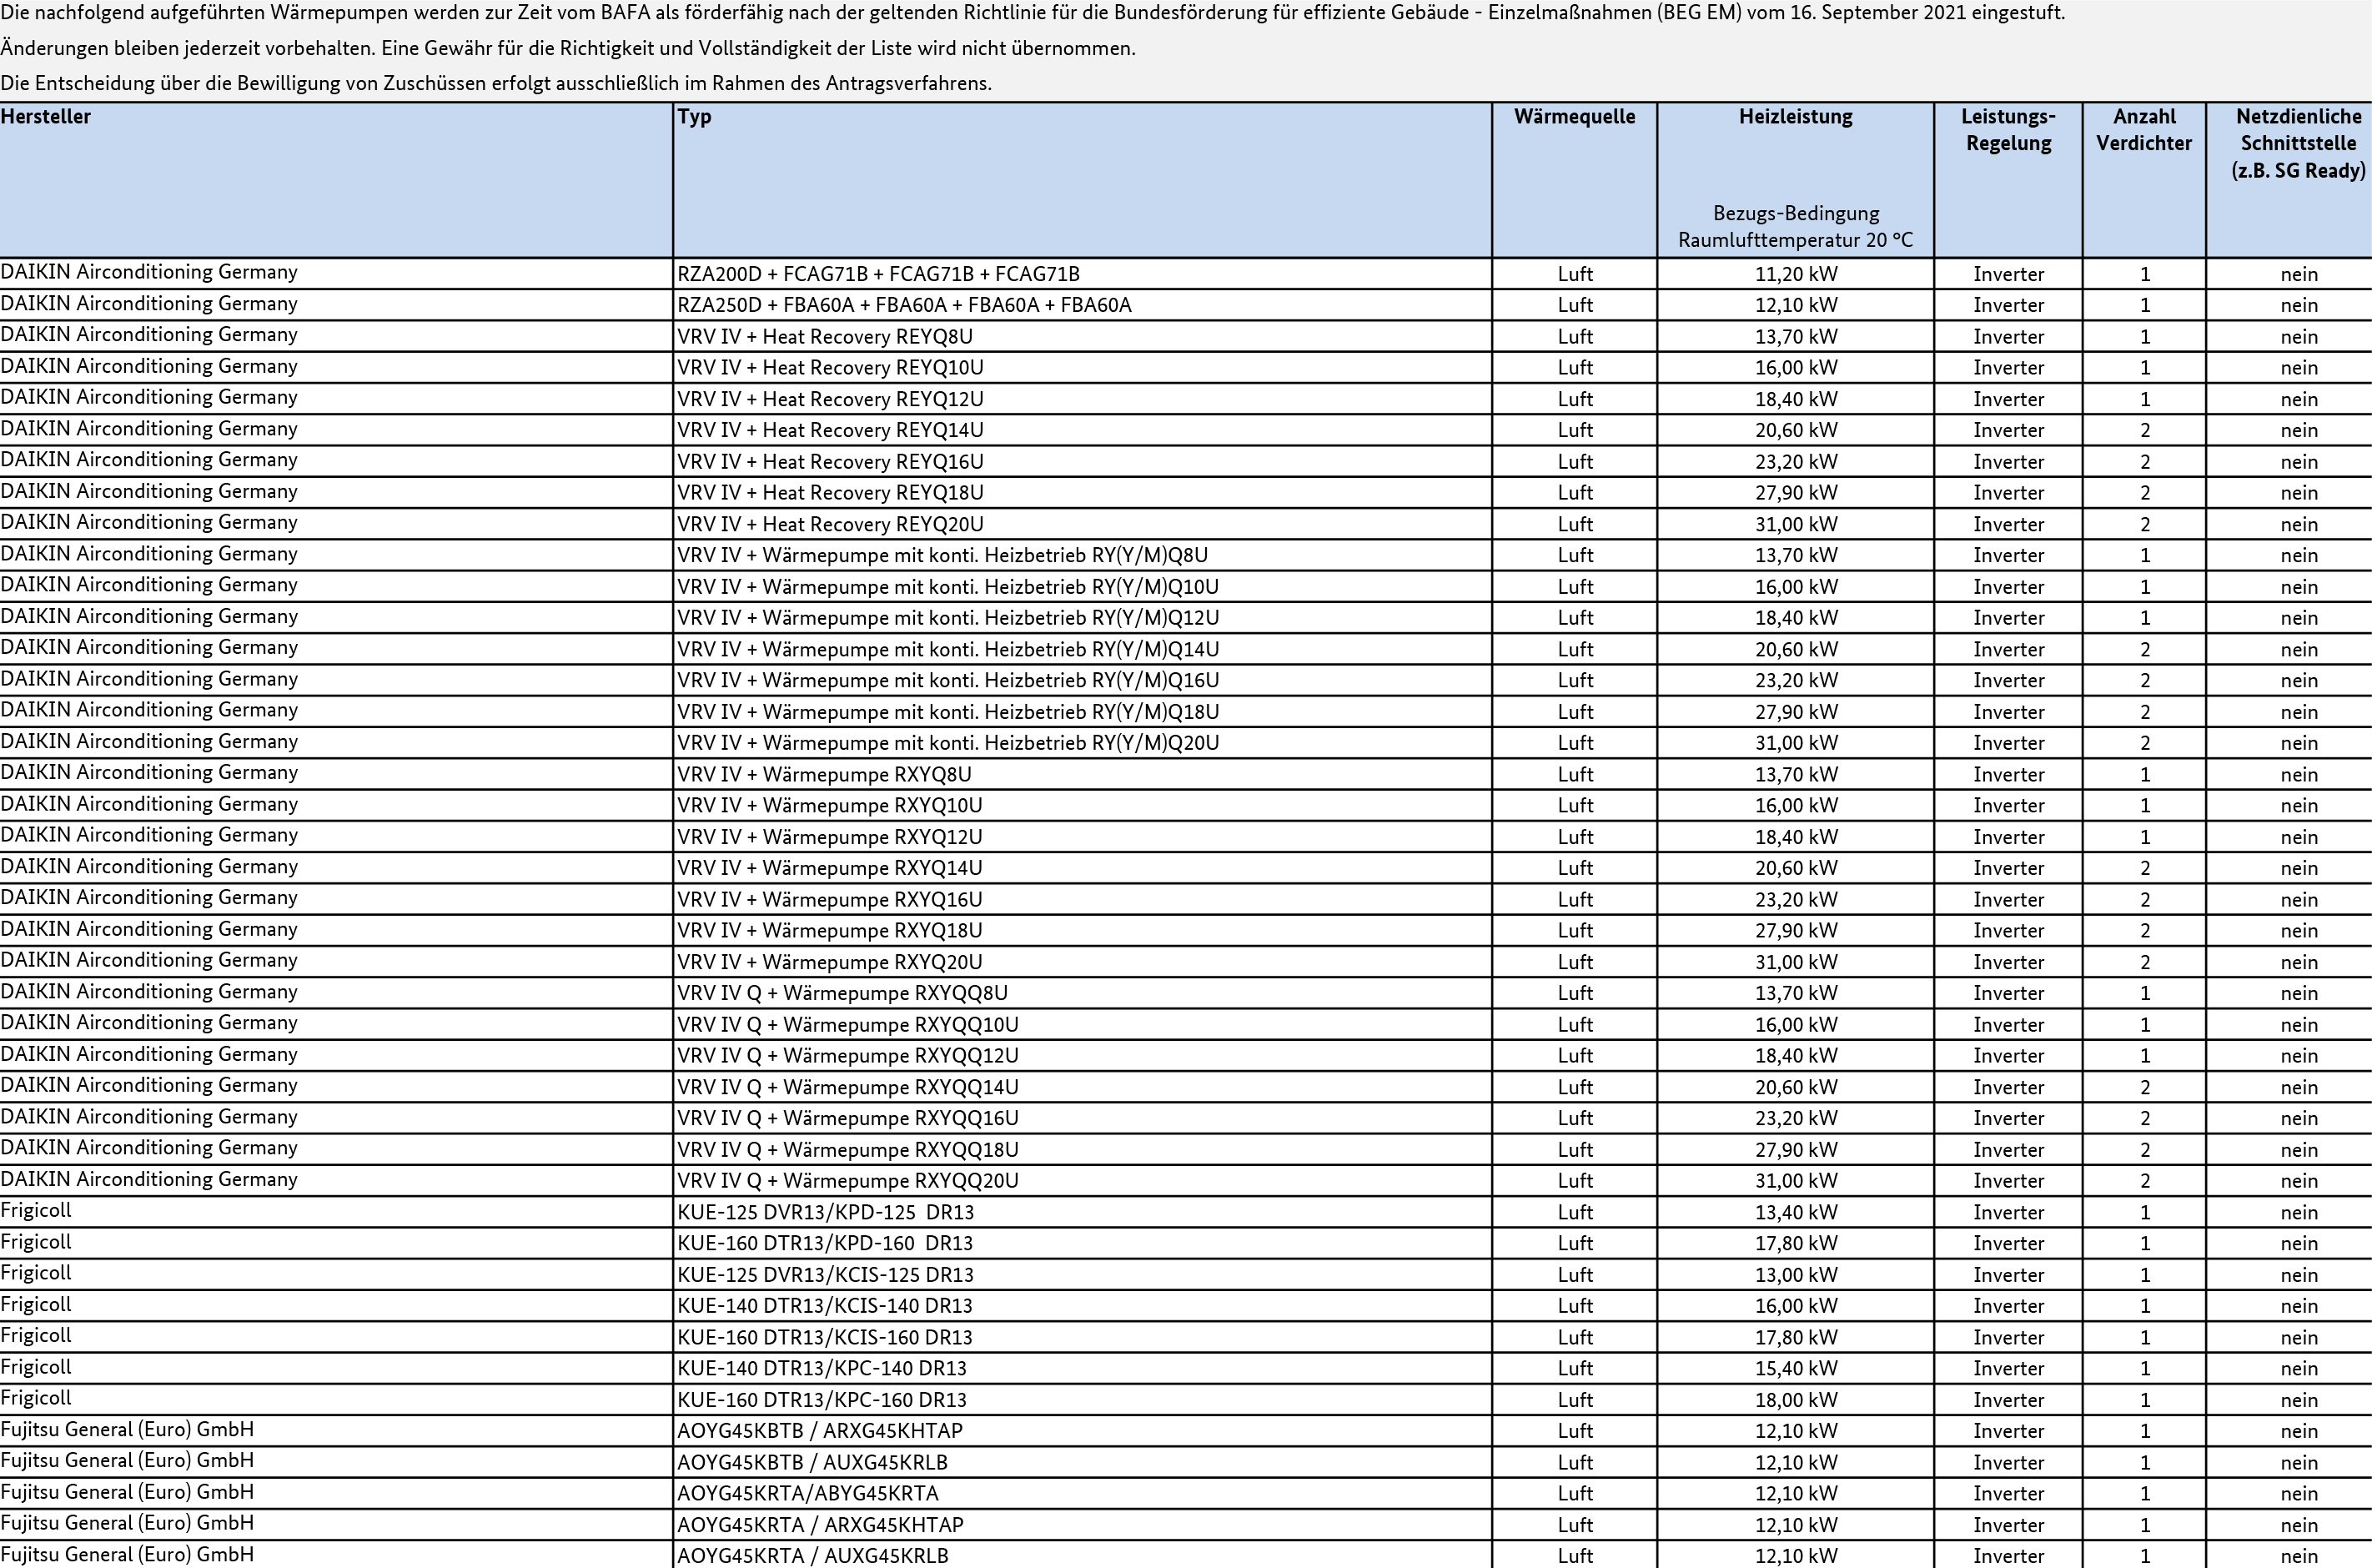 Die nachfolgend aufgeführten Wärmepumpen werden zur Zeit vom BAFA als förderfähig nach der geltenden Richtlinie für die Bundesförderung für effiziente Gebäude - Einzelmaßnahmen (BEG EM) vom 16. September 2021 eingestuft.
Änderungen bleiben jederzeit vorbehalten. Eine Gewähr für die Richtigkeit und Vollständigkeit der Liste wird nicht übernommen.
Die Entscheidung über die Bewilligung von Zuschüssen erfolgt ausschließlich im Rahmen des Antragsverfahrens.
Hersteller Typ Wärmequelle Heizleistung Leistungs- Anzahl Netzdienliche
Regelung Verdichter Schnittstelle
(z.B. SG Ready)
Bezugs-Bedingung
Raumlufttemperatur 20 °C
DAIKIN Airconditioning Germany RZA200D + FCAG71B + FCAG71B + FCAG71B Luft 11,20 kW Inverter 1 nein
DAIKIN Airconditioning Germany RZA250D + FBA60A + FBA60A + FBA60A + FBA60A Luft 12,10 kW Inverter 1 nein
DAIKIN Airconditioning Germany VRV IV + Heat Recovery REYQ8U Luft 13,70 kW Inverter 1 nein
DAIKIN Airconditioning Germany VRV IV + Heat Recovery REYQ10U Luft 16,00 kW Inverter 1 nein
DAIKIN Airconditioning Germany VRV IV + Heat Recovery REYQ12U Luft 18,40 kW Inverter 1 nein
DAIKIN Airconditioning Germany VRV IV + Heat Recovery REYQ14U Luft 20,60 kW Inverter 2 nein
DAIKIN Airconditioning Germany VRV IV + Heat Recovery REYQ16U Luft 23,20 kW Inverter 2 nein
DAIKIN Airconditioning Germany VRV IV + Heat Recovery REYQ18U Luft 27,90 kW Inverter 2 nein
DAIKIN Airconditioning Germany VRV IV + Heat Recovery REYQ20U Luft 31,00 kW Inverter 2 nein
DAIKIN Airconditioning Germany VRV IV + Wärmepumpe mit konti. Heizbetrieb RY(Y/M)Q8U Luft 13,70 kW Inverter 1 nein
DAIKIN Airconditioning Germany VRV IV + Wärmepumpe mit konti. Heizbetrieb RY(Y/M)Q10U Luft 16,00 kW Inverter 1 nein
DAIKIN Airconditioning Germany VRV IV + Wärmepumpe mit konti. Heizbetrieb RY(Y/M)Q12U Luft 18,40 kW Inverter 1 nein
DAIKIN Airconditioning Germany VRV IV + Wärmepumpe mit konti. Heizbetrieb RY(Y/M)Q14U Luft 20,60 kW Inverter 2 nein
DAIKIN Airconditioning Germany VRV IV + Wärmepumpe mit konti. Heizbetrieb RY(Y/M)Q16U Luft 23,20 kW Inverter 2 nein
DAIKIN Airconditioning Germany VRV IV + Wärmepumpe mit konti. Heizbetrieb RY(Y/M)Q18U Luft 27,90 kW Inverter 2 nein
DAIKIN Airconditioning Germany VRV IV + Wärmepumpe mit konti. Heizbetrieb RY(Y/M)Q20U Luft 31,00 kW Inverter 2 nein
DAIKIN Airconditioning Germany VRV IV + Wärmepumpe RXYQ8U Luft 13,70 kW Inverter 1 nein
DAIKIN Airconditioning Germany VRV IV + Wärmepumpe RXYQ10U Luft 16,00 kW Inverter 1 nein
DAIKIN Airconditioning Germany VRV IV + Wärmepumpe RXYQ12U Luft 18,40 kW Inverter 1 nein
DAIKIN Airconditioning Germany VRV IV + Wärmepumpe RXYQ14U Luft 20,60 kW Inverter 2 nein
DAIKIN Airconditioning Germany VRV IV + Wärmepumpe RXYQ16U Luft 23,20 kW Inverter 2 nein
DAIKIN Airconditioning Germany VRV IV + Wärmepumpe RXYQ18U Luft 27,90 kW Inverter 2 nein
DAIKIN Airconditioning Germany VRV IV + Wärmepumpe RXYQ20U Luft 31,00 kW Inverter 2 nein
DAIKIN Airconditioning Germany VRV IV Q + Wärmepumpe RXYQQ8U Luft 13,70 kW Inverter 1 nein
DAIKIN Airconditioning Germany VRV IV Q + Wärmepumpe RXYQQ10U Luft 16,00 kW Inverter 1 nein
DAIKIN Airconditioning Germany VRV IV Q + Wärmepumpe RXYQQ12U Luft 18,40 kW Inverter 1 nein
DAIKIN Airconditioning Germany VRV IV Q + Wärmepumpe RXYQQ14U Luft 20,60 kW Inverter 2 nein
DAIKIN Airconditioning Germany VRV IV Q + Wärmepumpe RXYQQ16U Luft 23,20 kW Inverter 2 nein
DAIKIN Airconditioning Germany VRV IV Q + Wärmepumpe RXYQQ18U Luft 27,90 kW Inverter 2 nein
DAIKIN Airconditioning Germany VRV IV Q + Wärmepumpe RXYQQ20U Luft 31,00 kW Inverter 2 nein
Frigicoll KUE-125 DVR13/KPD-125 DR13 Luft 13,40 kW Inverter 1 nein
Frigicoll KUE-160 DTR13/KPD-160 DR13 Luft 17,80 kW Inverter 1 nein
Frigicoll KUE-125 DVR13/KCIS-125 DR13 Luft 13,00 kW Inverter 1 nein
Frigicoll KUE-140 DTR13/KCIS-140 DR13 Luft 16,00 kW Inverter 1 nein
Frigicoll KUE-160 DTR13/KCIS-160 DR13 Luft 17,80 kW Inverter 1 nein
Frigicoll KUE-140 DTR13/KPC-140 DR13 Luft 15,40 kW Inverter 1 nein
Frigicoll KUE-160 DTR13/KPC-160 DR13 Luft 18,00 kW Inverter 1 nein
Fujitsu General (Euro) GmbH AOYG45KBTB / ARXG45KHTAP Luft 12,10 kW Inverter 1 nein
Fujitsu General (Euro) GmbH AOYG45KBTB / AUXG45KRLB Luft 12,10 kW Inverter 1 nein
Fujitsu General (Euro) GmbH AOYG45KRTA/ABYG45KRTA Luft 12,10 kW Inverter 1 nein
Fujitsu General (Euro) GmbH AOYG45KRTA / ARXG45KHTAP Luft 12,10 kW Inverter 1 nein
Fujitsu General (Euro) GmbH AOYG45KRTA / AUXG45KRLB Luft 12,10 kW Inverter 1 nein